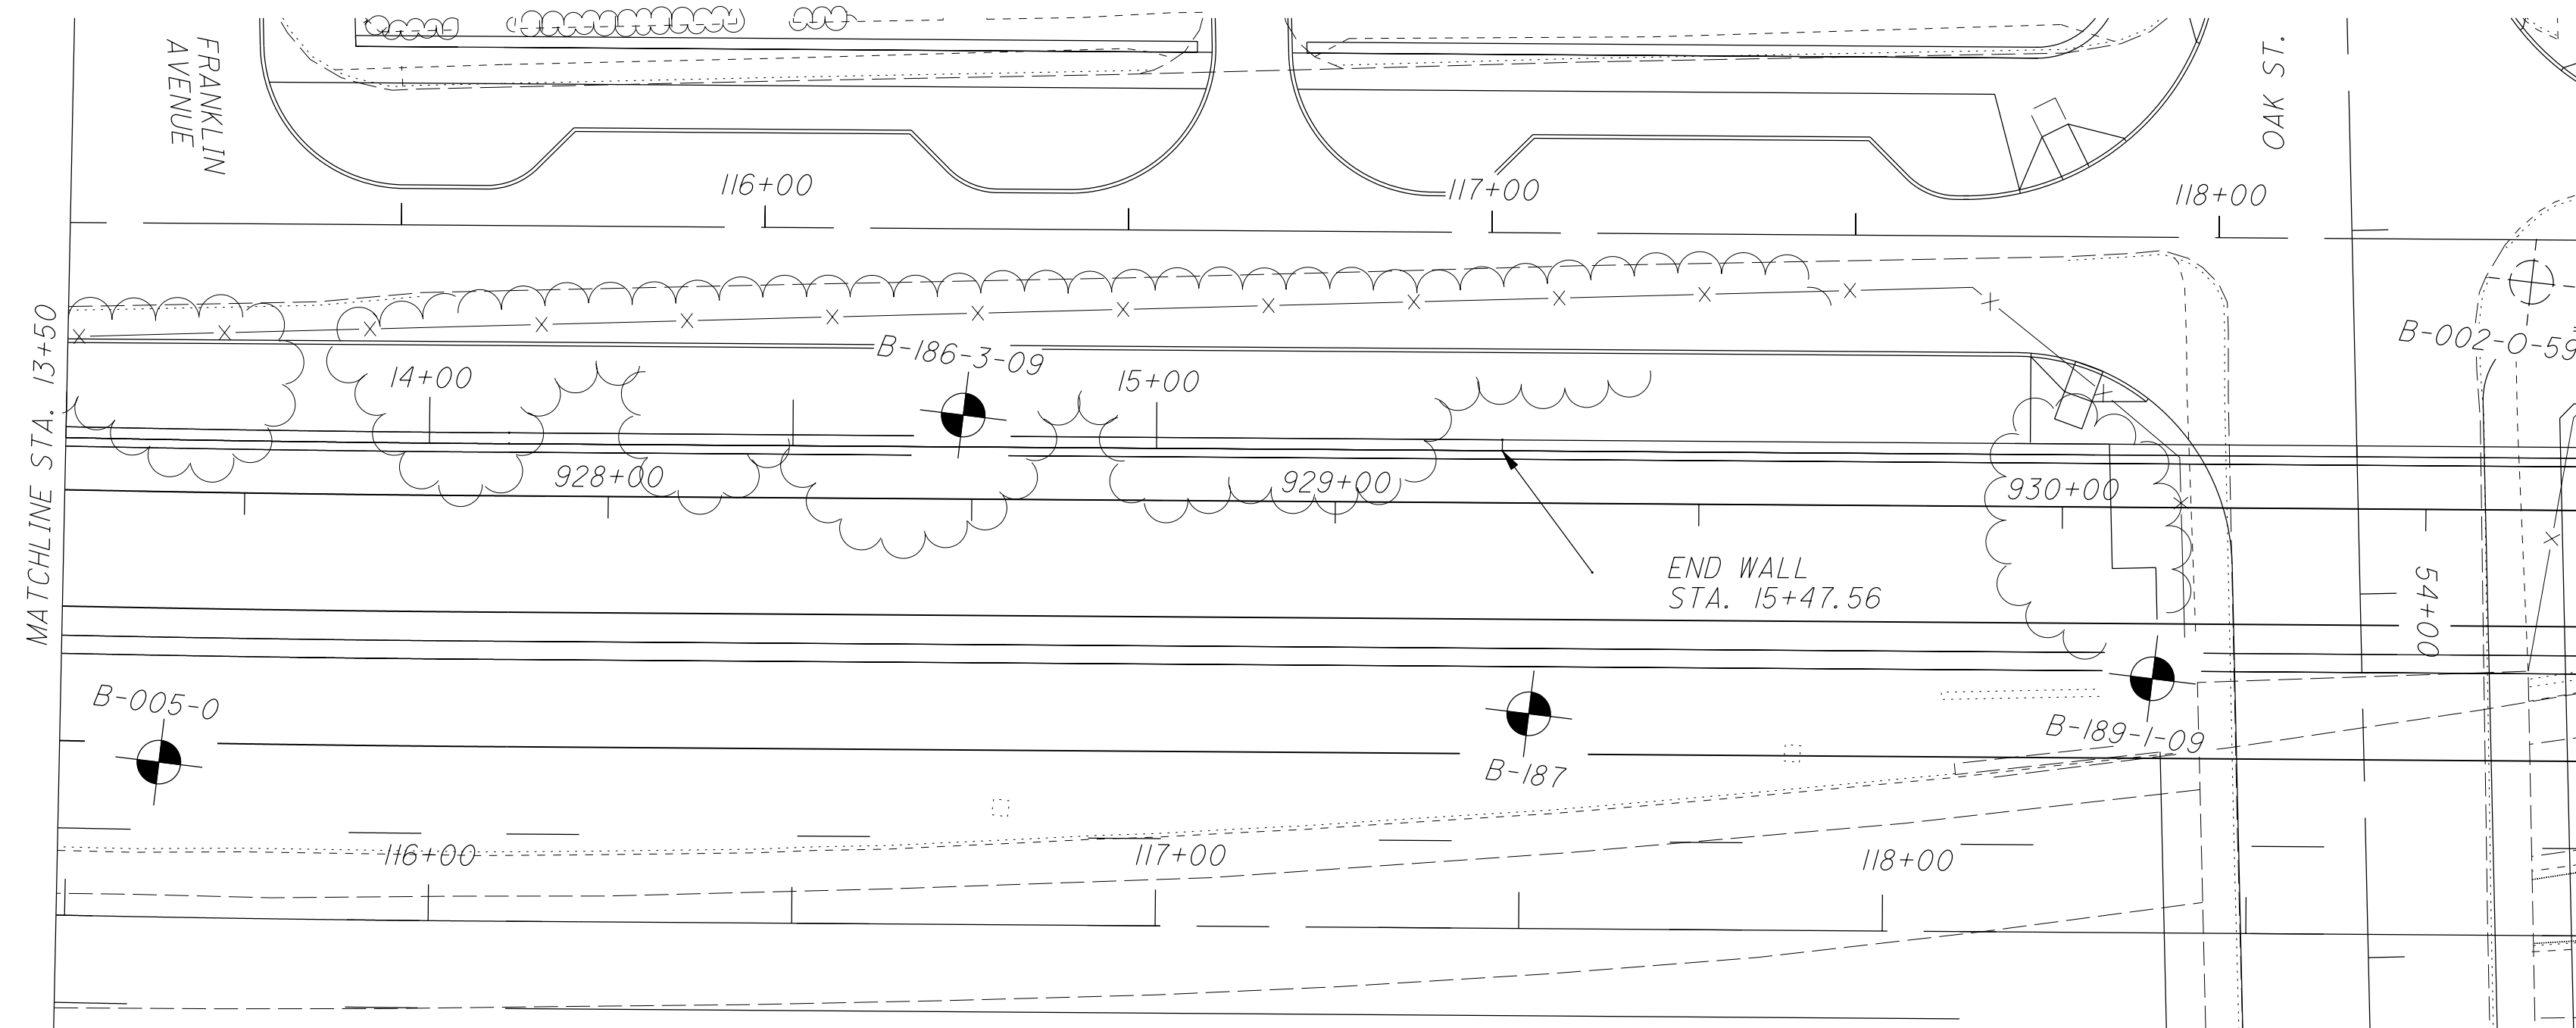 FRANKLIN
AVENUE
OAK ST.
116+00
117+00
118+00
MATCHLINE STA. 13+50
B-186-3-09
B-002-0-59
14+00
15+00
928+00
929+00
930+00
END WALL
STA. 15+47.56
54+00
B-005-0
B-187
B-189-1-09
116+00
117+00
118+00